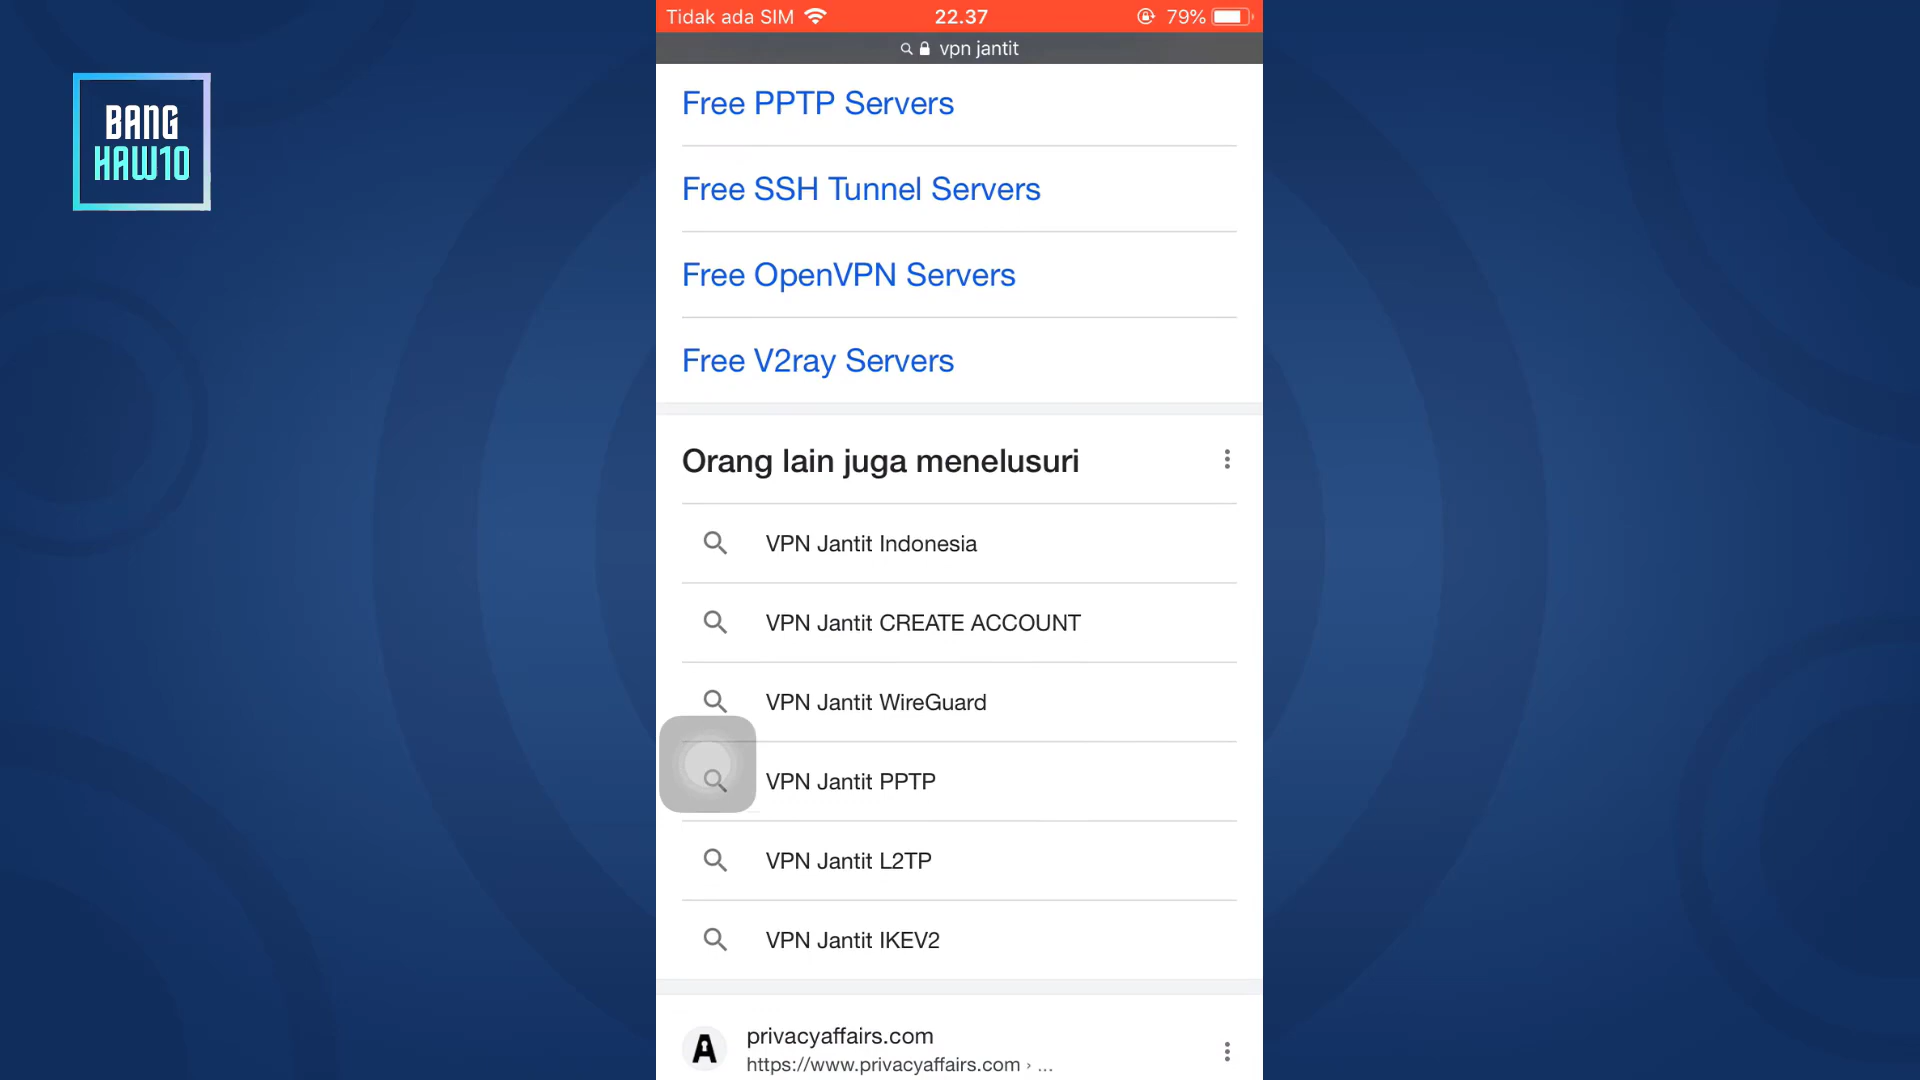 BANG
HAW10
Tidak ada SIM
22.37
79%
vpn jantit
Free PPTP Servers
Free SSH Tunnel Servers
Free OpenVPN Servers
Free V2ray Servers
Orang lain juga menelusuri
VPN Jantit Indonesia
VPN Jantit CREATE ACCOUNT
VPN Jantit WireGuard
VPN Jantit PPTP
VPN Jantit L2TP
VPN Jantit IKEV2
privacyaffairs.com
https://www.privacyaffairs.com › ...